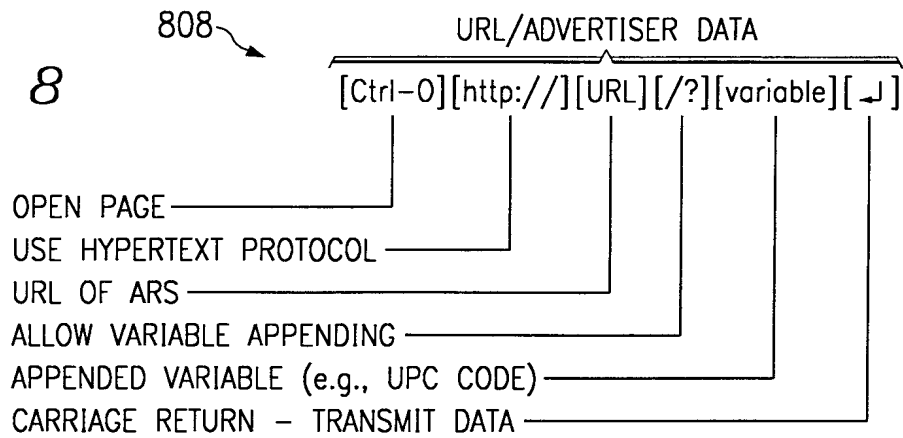 808
URL/ADVERTISER DATA
8
[Ctrl-O][http://][URL][/?][variable][↵]
OPEN PAGE
USE HYPERTEXT PROTOCOL
URL OF ARS
ALLOW VARIABLE APPENDING
APPENDED VARIABLE (e.g., UPC CODE)
CARRIAGE RETURN - TRANSMIT DATA